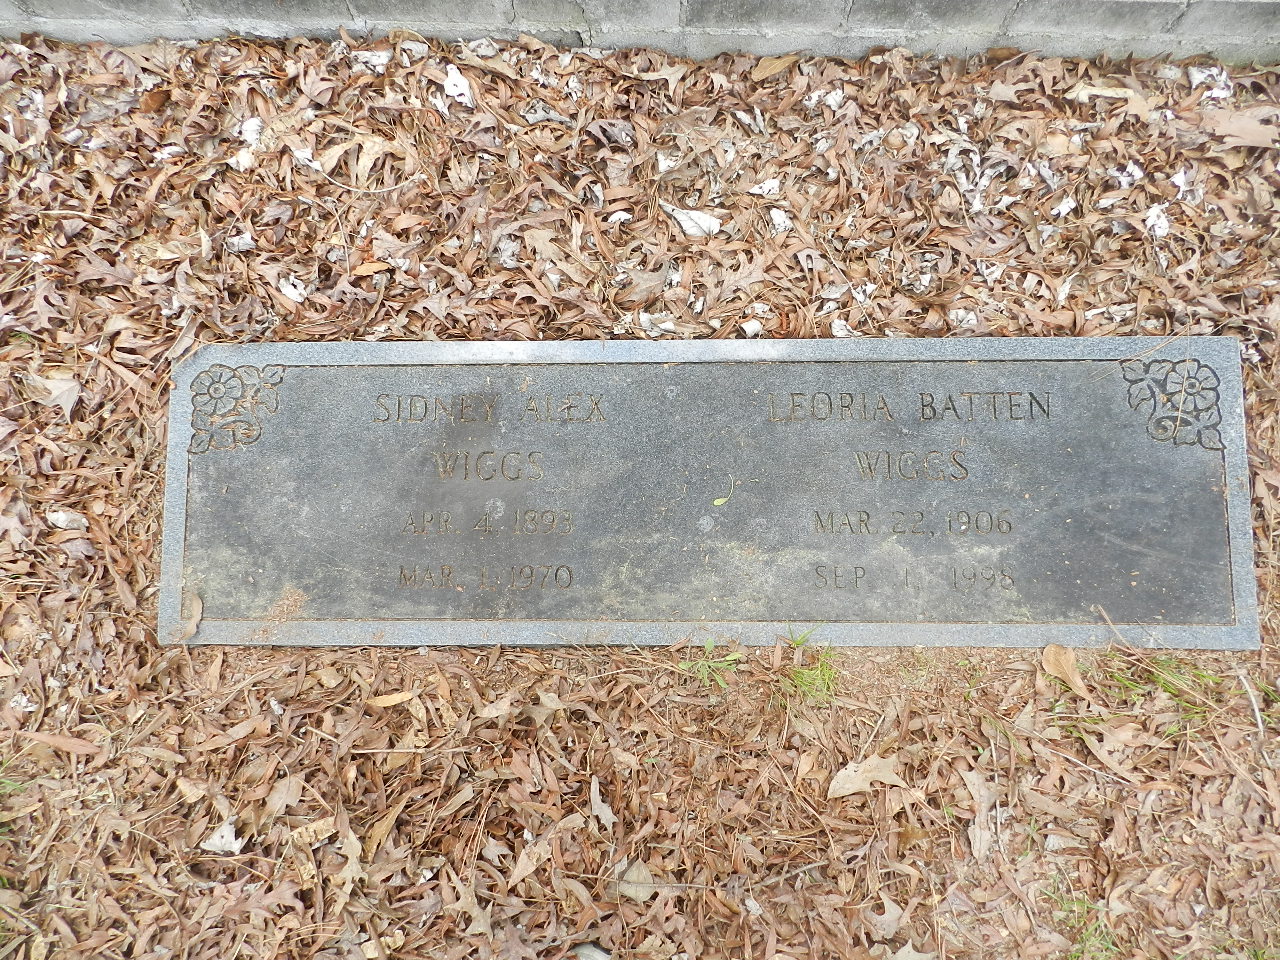 SIDNEY ALEX
WIGGS
APR. 4, 1893
MAR. 1, 1970
LEORIA BATTEN
WIGGS
MAR. 22, 1906
SEP. 1, 1998